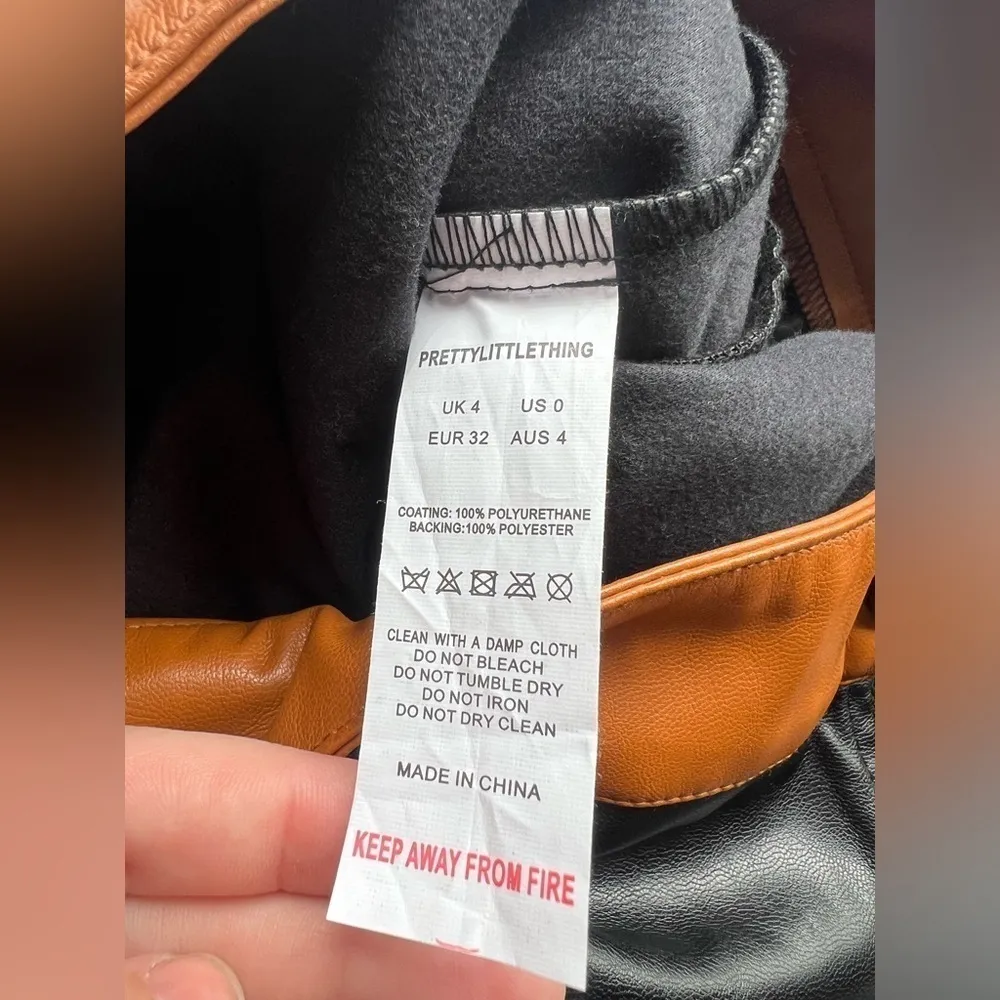 PRETTYLITTLETHING
UK 4 US 0
EUR 32 AUS 4
COATING: 100% POLYURETHANE
BACKING:100% POLYESTER
CLEAN WITH A DAMP CLOTH
DO NOT BLEACH
DO NOT TUMBLE DRY
DO NOT IRON
DO NOT DRY CLEAN
MADE IN CHINA
KEEP AWAY FROM FIRE